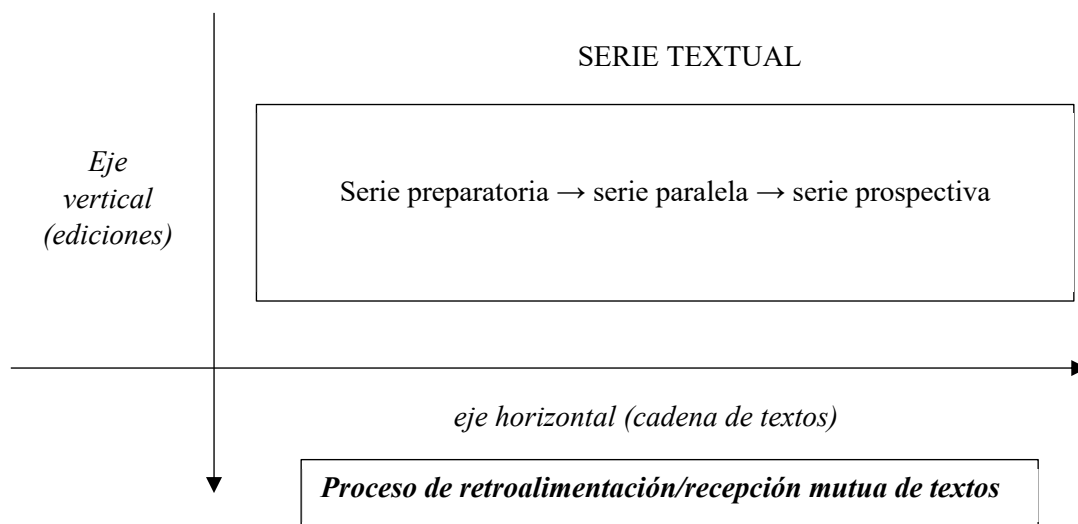 SERIE TEXTUAL
Eje
vertical
(ediciones)
Serie preparatoria → serie paralela → serie prospectiva
eje horizontal (cadena de textos)
Proceso de retroalimentación/recepción mutua de textos